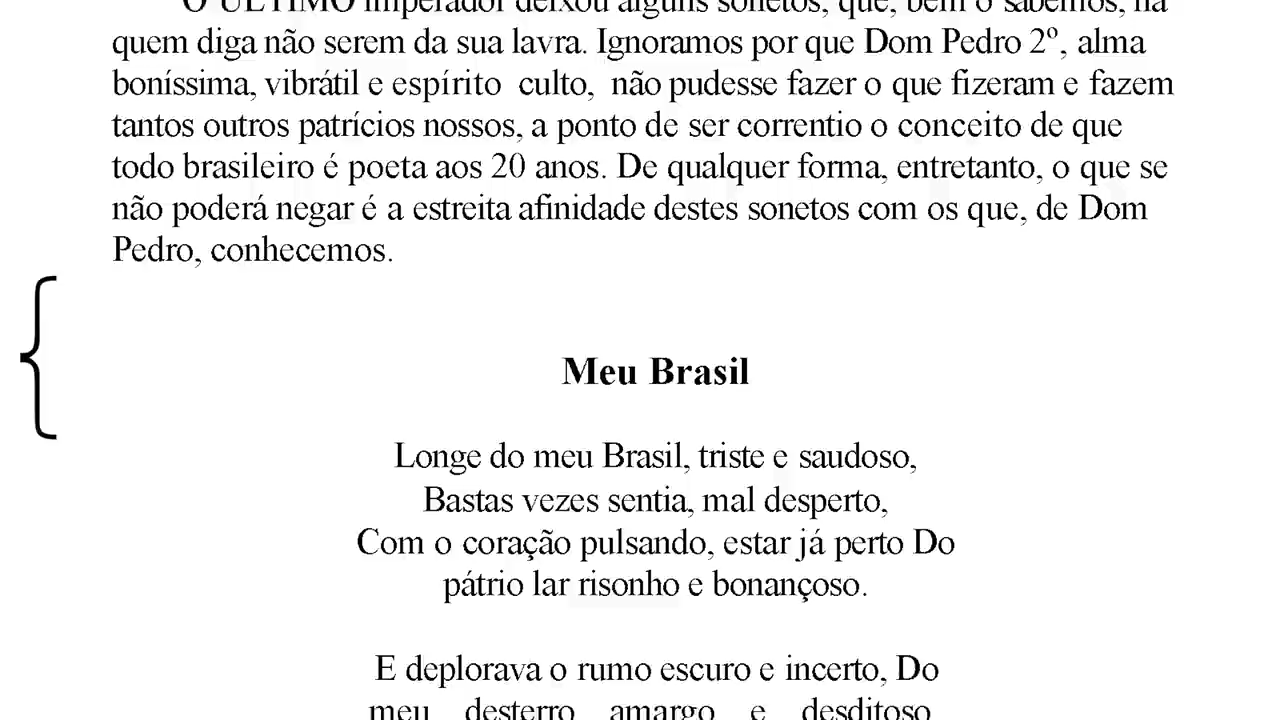 O ÚLTIMO imperador deixou alguns sonetos, que, bem o sabemos, há
quem diga não serem da sua lavra. Ignoramos por que Dom Pedro 2º, alma
boníssima, vibrátil e espírito culto, não pudesse fazer o que fizeram e fazem
tantos outros patrícios nossos, a ponto de ser correntio o conceito de que
todo brasileiro é poeta aos 20 anos. De qualquer forma, entretanto, o que se
não poderá negar é a estreita afinidade destes sonetos com os que, de Dom
Pedro, conhecemos.
Meu Brasil
Longe do meu Brasil, triste e saudoso,
Bastas vezes sentia, mal desperto,
Com o coração pulsando, estar já perto Do
pátrio lar risonho e bonançoso.
E deplorava o rumo escuro e incerto, Do
meu desterro amargo e desditoso